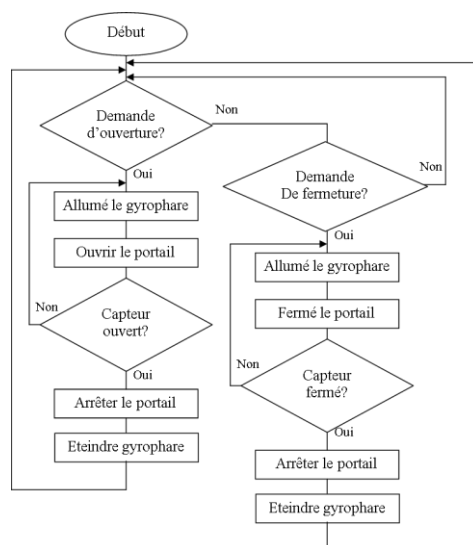 Début
Demande
d'ouverture?
Non
Oui
Allumé le gyrophare
Ouvrir le portail
Non
Capteur
ouvert?
Oui
Arrêter le portail
Eteindre gyrophare
Demande
De fermeture?
Non
Oui
Allumé le gyrophare
Fermé le portail
Non
Capteur
fermé?
Oui
Arrêter le portail
Eteindre gyrophare